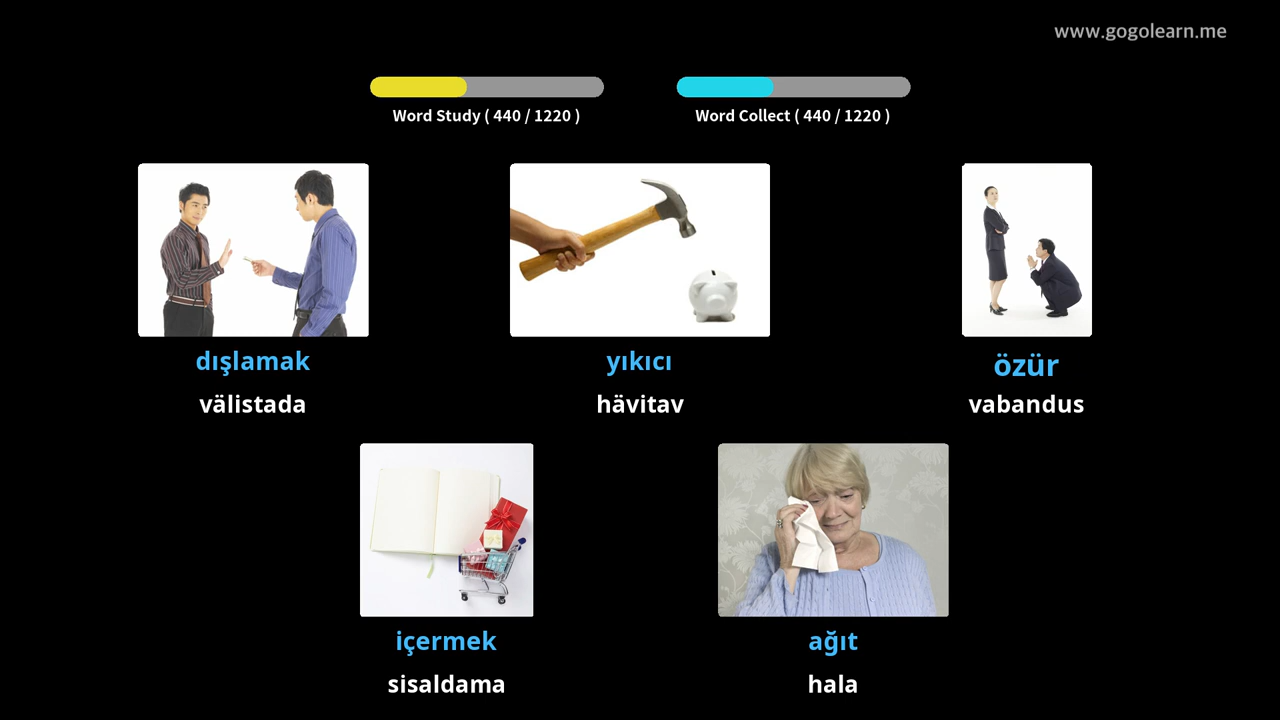 www.gogolearn.me
Word Study ( 440 / 1220 )
Word Collect ( 440 / 1220 )
dışlamak
välistada
yıkıcı
hävitav
özür
vabandus
içermek
sisaldama
ağıt
hala